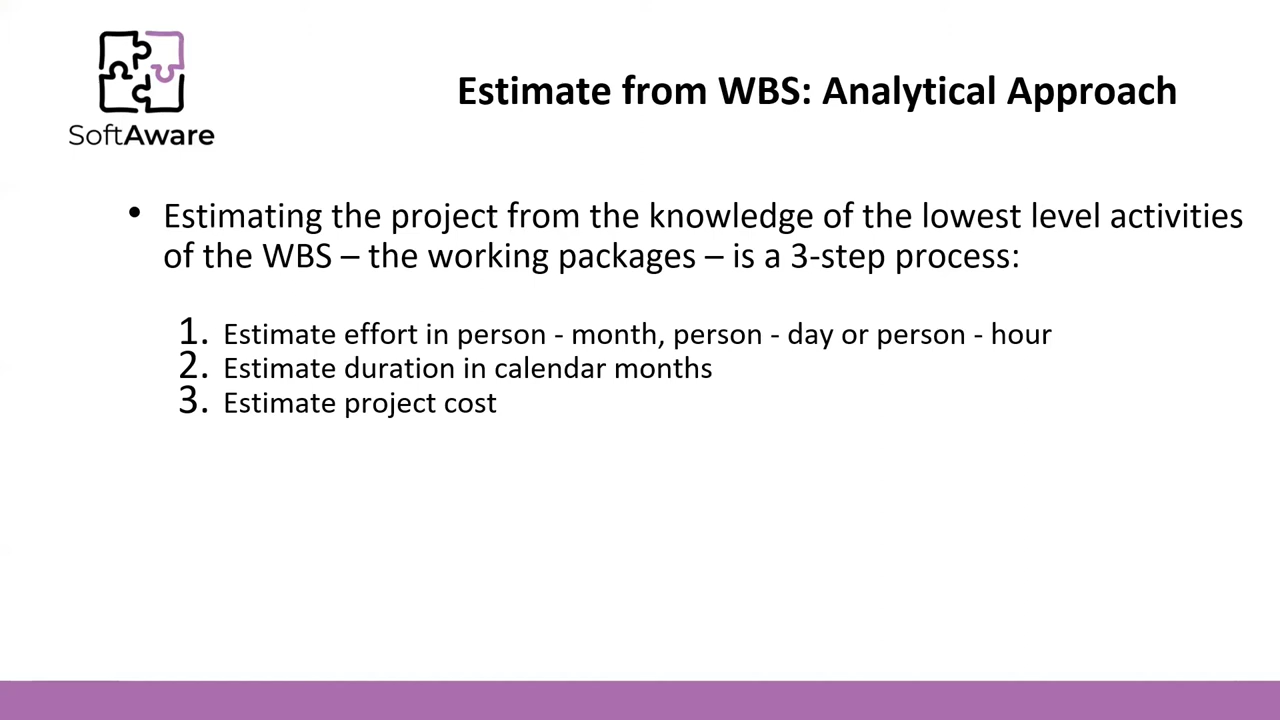 SoftAware
Estimate from WBS: Analytical Approach
• Estimating the project from the knowledge of the lowest level activities
of the WBS – the working packages – is a 3-step process:
1. Estimate effort in person - month, person - day or person - hour
2. Estimate duration in calendar months
3. Estimate project cost